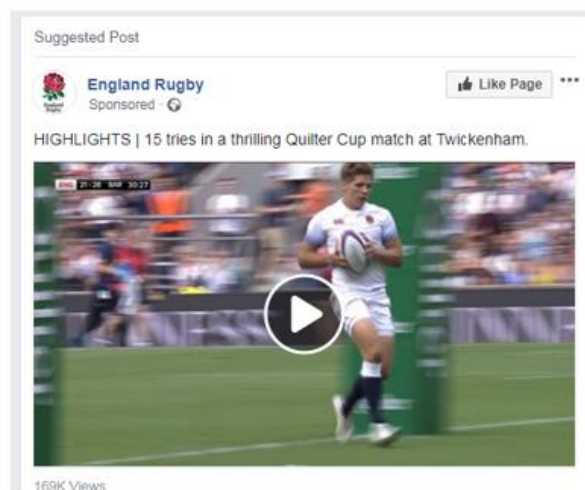 Suggested Post
England Rugby
Like Page
Sponsored
HIGHLIGHTS | 15 tries in a thrilling Quilter Cup match at Twickenham.
ENG 21-26 BAR 30:27
169K Views